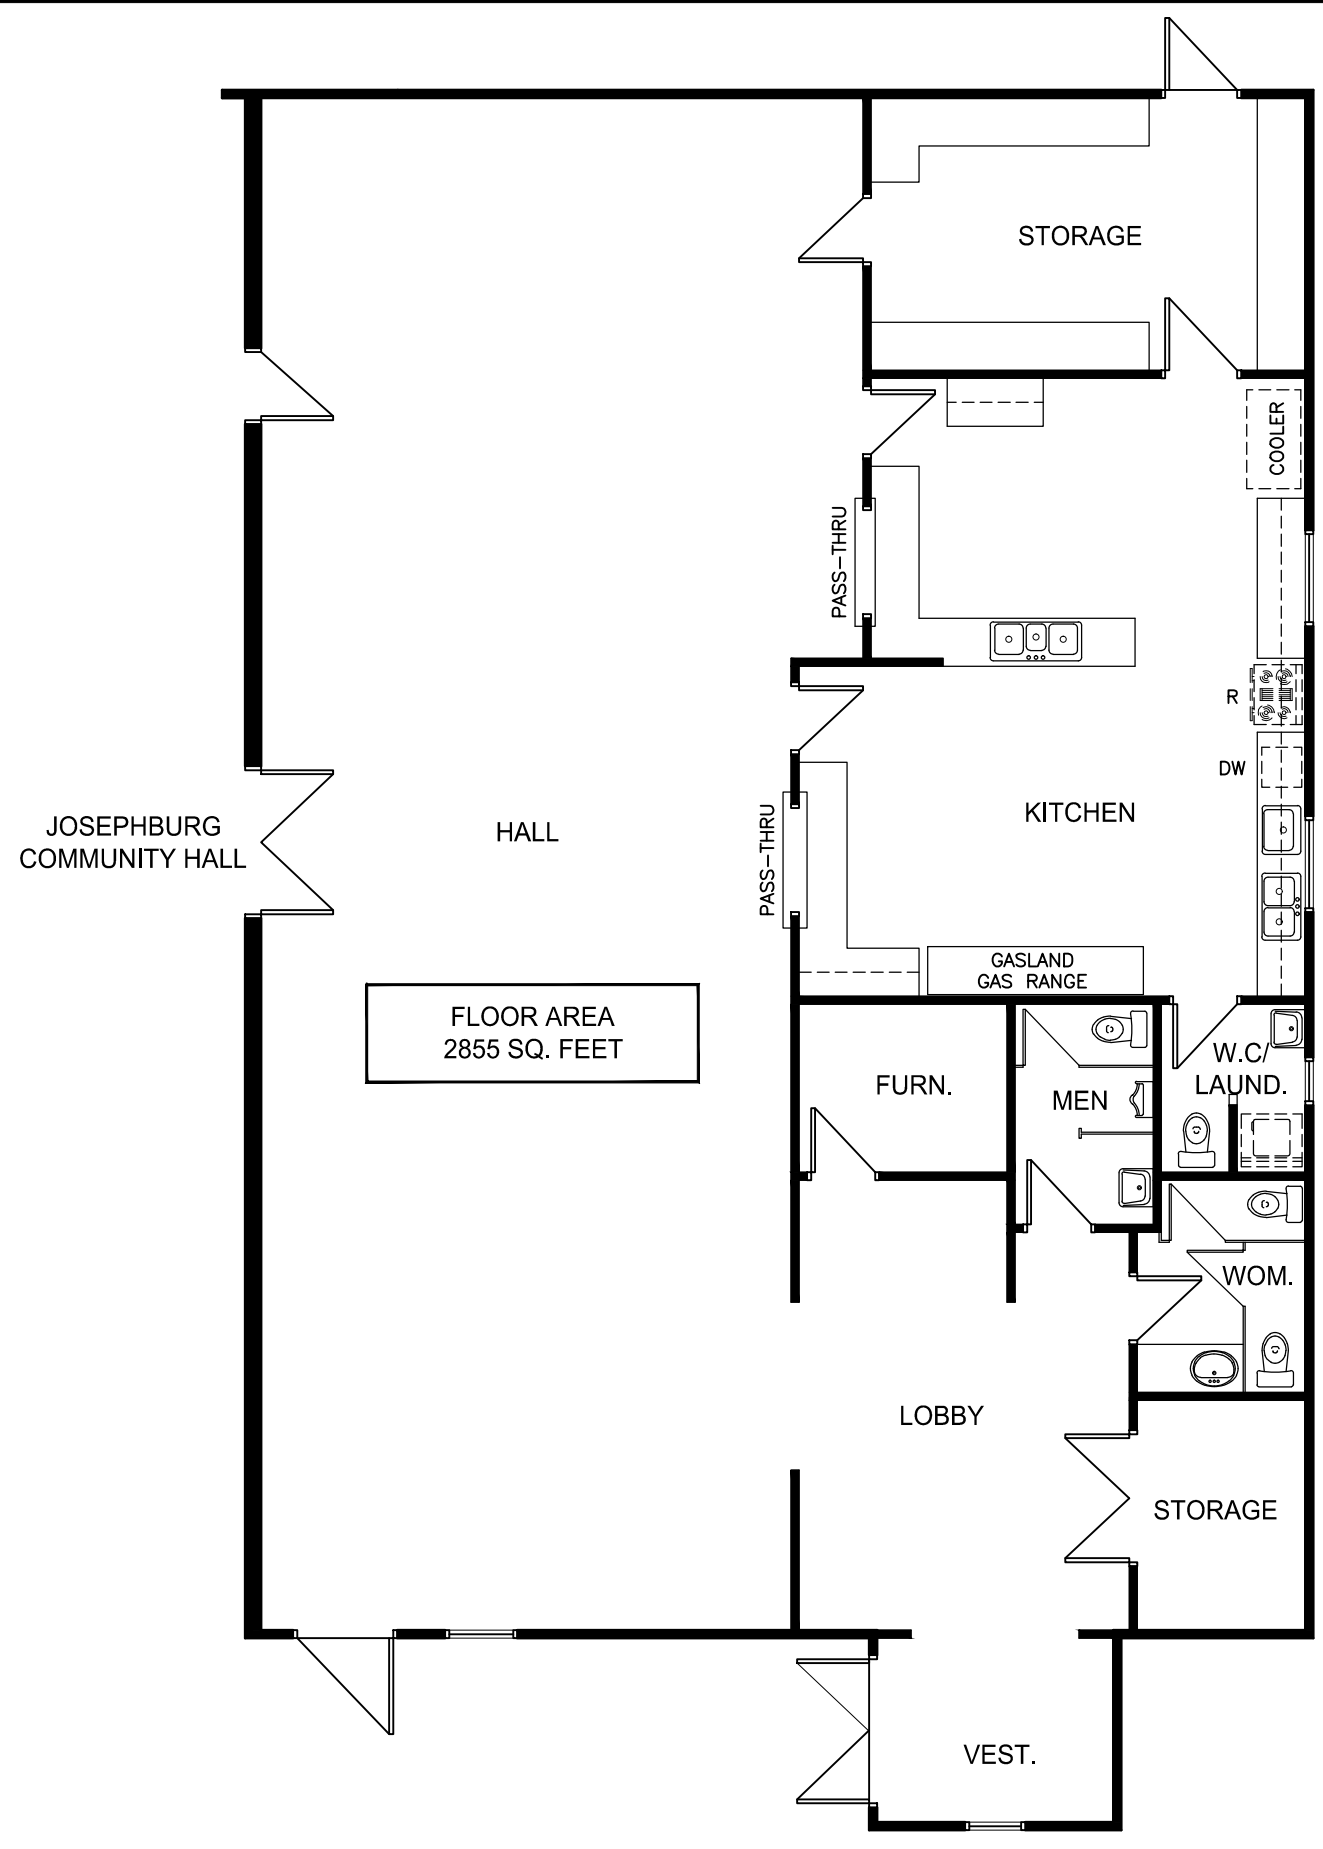 STORAGE
COOLER
PASS-THRU
R
DW
JOSEPHBURG
COMMUNITY HALL
HALL
KITCHEN
PASS-THRU
GASLAND
GAS RANGE
FLOOR AREA
2855 SQ. FEET
FURN.
MEN
W.C/
LAUND.
WOM.
LOBBY
STORAGE
VEST.